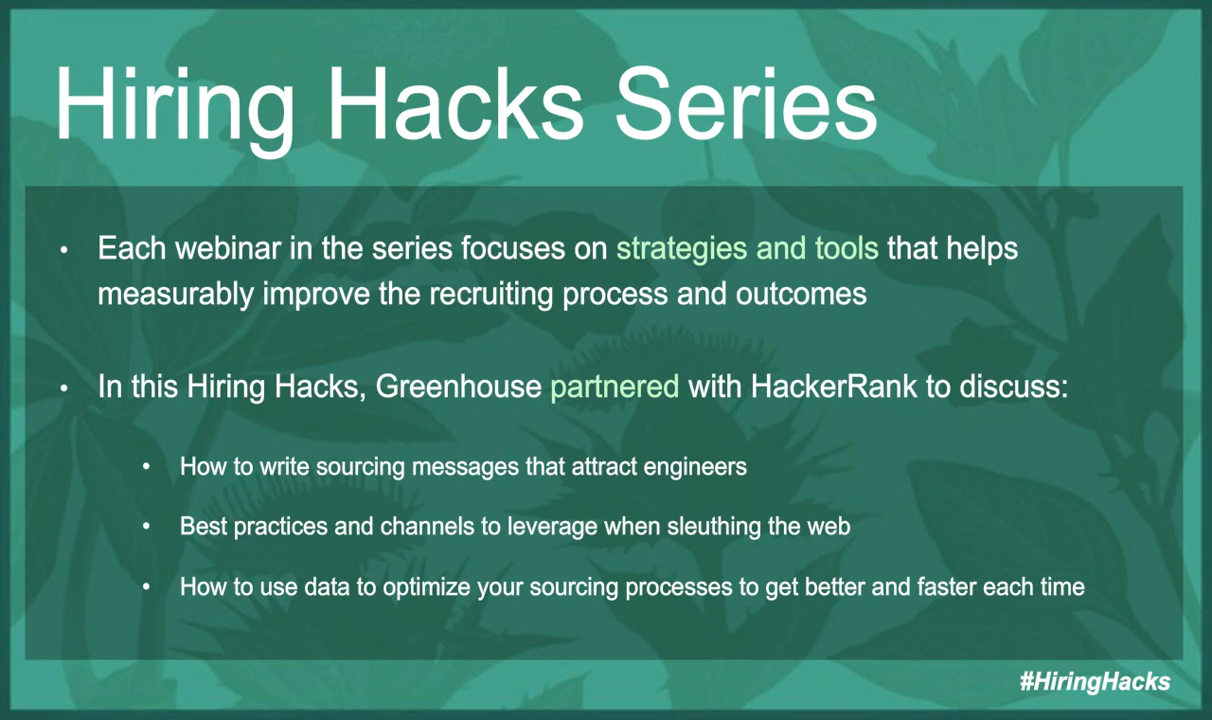 Hiring Hacks Series
• Each webinar in the series focuses on strategies and tools that helps
measurably improve the recruiting process and outcomes
• In this Hiring Hacks, Greenhouse partnered with HackerRank to discuss:
• How to write sourcing messages that attract engineers
• Best practices and channels to leverage when sleuthing the web
• How to use data to optimize your sourcing processes to get better and faster each time
#HiringHacks